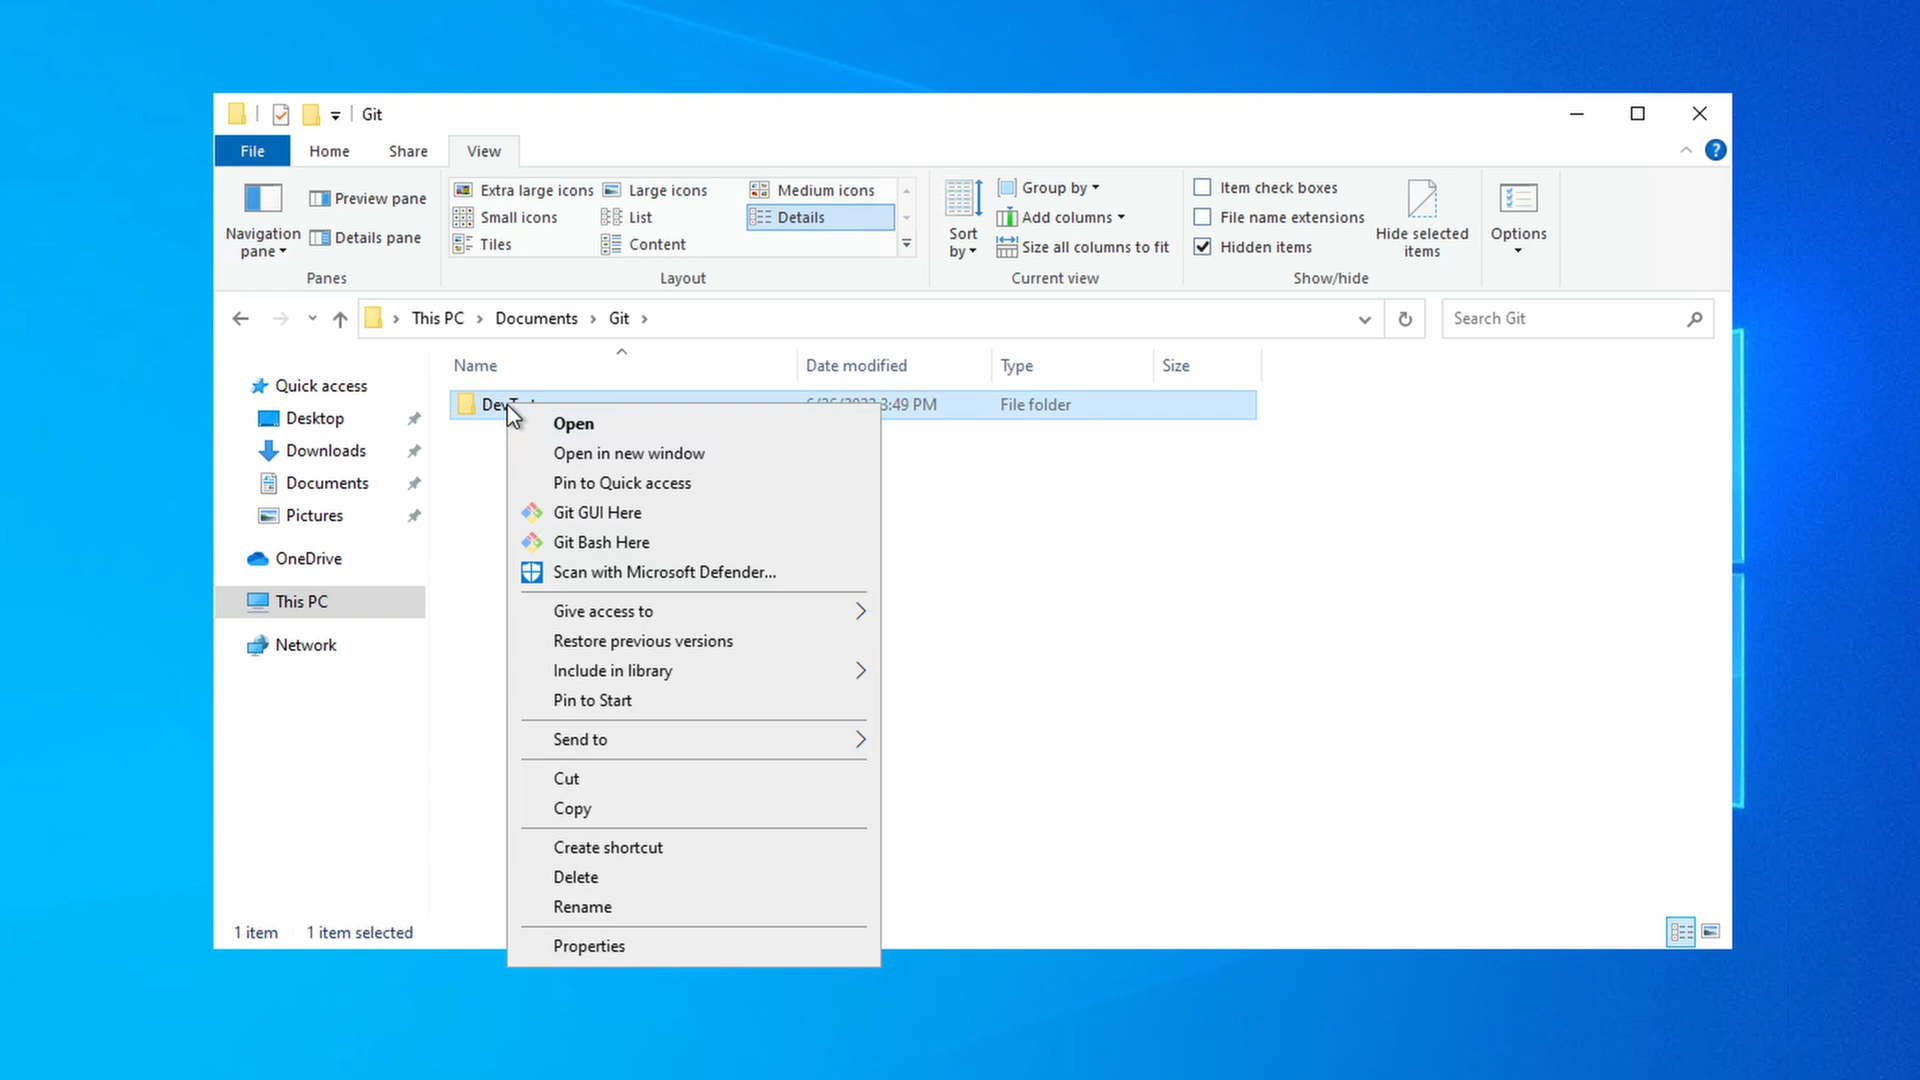 Git
File Home Share View
Navigation pane
Preview pane
Details pane
Panes
Extra large icons Large icons Medium icons
Small icons List Details
Tiles Content
Layout
Sort by
Group by
Add columns
Size all columns to fit
Current view
Item check boxes
File name extensions
Hidden items
Hide selected items
Show/hide
Options
This PC Documents Git
Search Git
Name Date modified Type Size
3:49 PM File folder
Quick access
Desktop
Downloads
Documents
Pictures
OneDrive
This PC
Network
Open
Open in new window
Pin to Quick access
Git GUI Here
Git Bash Here
Scan with Microsoft Defender...
Give access to
Restore previous versions
Include in library
Pin to Start
Send to
Cut
Copy
Create shortcut
Delete
Rename
Properties
1 item 1 item selected